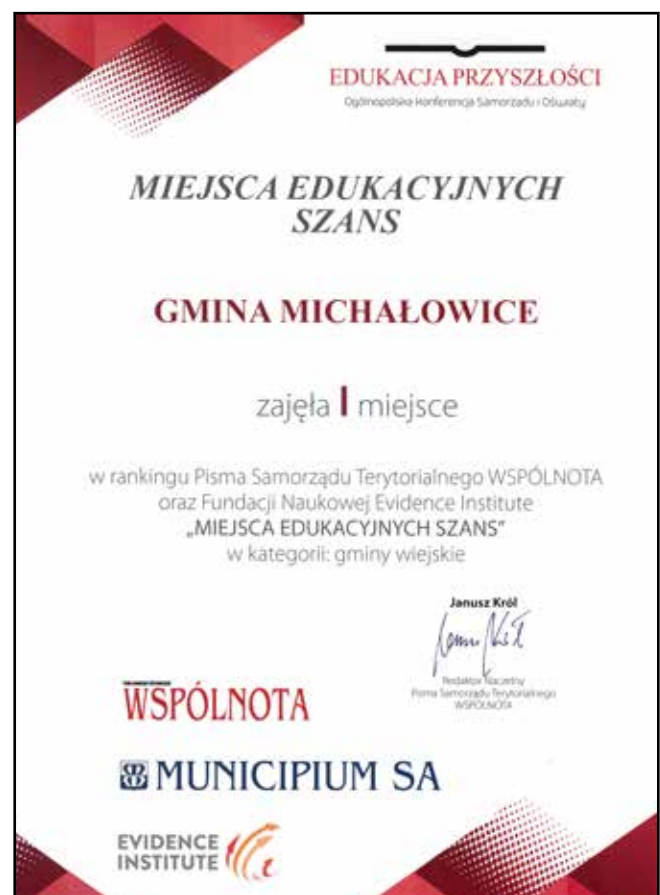 EDUKACJA PRZYSZŁOŚCI
Ogólnopolska Konferencja Samorządu i Oświaty
MIEJSCA EDUKACYJNYCH
SZANS
GMINA MICHAŁOWICE
zajęła I miejsce
w rankingu Pisma Samorządu Terytorialnego WSPÓLNOTA
oraz Fundacji Naukowej Evidence Institute
„MIEJSCA EDUKACYJNYCH SZANS”
w kategorii: gminy wiejskie
Janusz Król
Redaktor Naczelny
Pisma Samorządu Terytorialnego
WSPÓLNOTA
WSPÓLNOTA
MUNICIPIUM SA
EVIDENCE
INSTITUTE